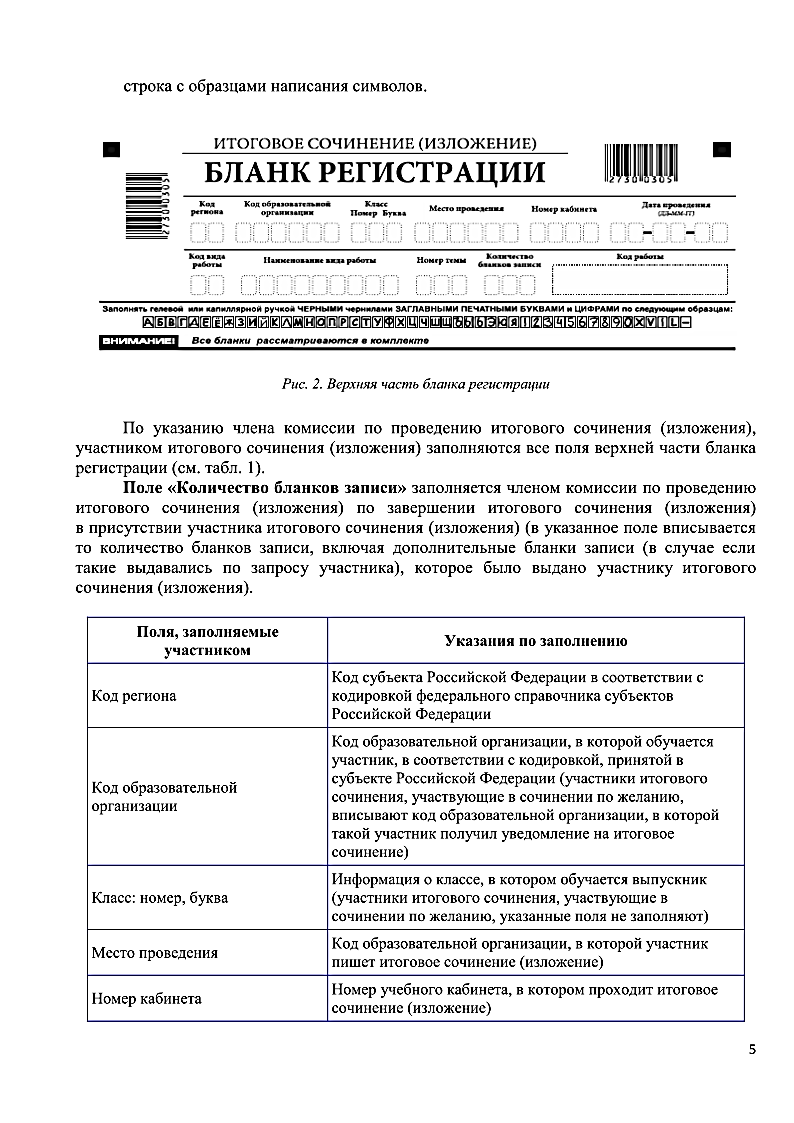 строка с образцами написания символов.
ИТОГОВОЕ СОЧИНЕНИЕ (ИЗЛОЖЕНИЕ)
БЛАНК РЕГИСТРАЦИИ
27300305
27300305
Код региона
Код образовательной организации
Класс
Номер Буква
Место проведения
Номер кабинета
Дата проведения
(ДД-ММ-ГГ)
Код вида работы
Наименование вида работы
Номер темы
Количество бланков записи
Код работы
Заполнять гелевой или капиллярной ручкой ЧЕРНЫМИ чернилами ЗАГЛАВНЫМИ ПЕЧАТНЫМИ БУКВАМИ и ЦИФРАМИ по следующим образцам:
АБВГДЕЁЖЗИЙКЛМНОПРСТУФХЦЧШЩЪЫЬЭЮЯ1234567890XVIL-
ВНИМАНИЕ! Все бланки рассматриваются в комплекте
Рис. 2. Верхняя часть бланка регистрации
По указанию члена комиссии по проведению итогового сочинения (изложения),
участником итогового сочинения (изложения) заполняются все поля верхней части бланка
регистрации (см. табл. 1).
Поле «Количество бланков записи» заполняется членом комиссии по проведению
итогового сочинения (изложения) по завершении итогового сочинения (изложения)
в присутствии участника итогового сочинения (изложения) (в указанное поле вписывается
то количество бланков записи, включая дополнительные бланки записи (в случае если
такие выдавались по запросу участника), которое было выдано участнику итогового
сочинения (изложения).
Поля, заполняемые
участником
Указания по заполнению
Код региона
Код субъекта Российской Федерации в соответствии с
кодировкой федерального справочника субъектов
Российской Федерации
Код образовательной
организации
Код образовательной организации, в которой обучается
участник, в соответствии с кодировкой, принятой в
субъекте Российской Федерации (участники итогового
сочинения, участвующие в сочинении по желанию,
вписывают код образовательной организации, в которой
такой участник получил уведомление на итоговое
сочинение)
Класс: номер, буква
Информация о классе, в котором обучается выпускник
(участники итогового сочинения, участвующие в
сочинении по желанию, указанные поля не заполняют)
Место проведения
Код образовательной организации, в которой участник
пишет итоговое сочинение (изложение)
Номер кабинета
Номер учебного кабинета, в котором проходит итоговое
сочинение (изложение)
5